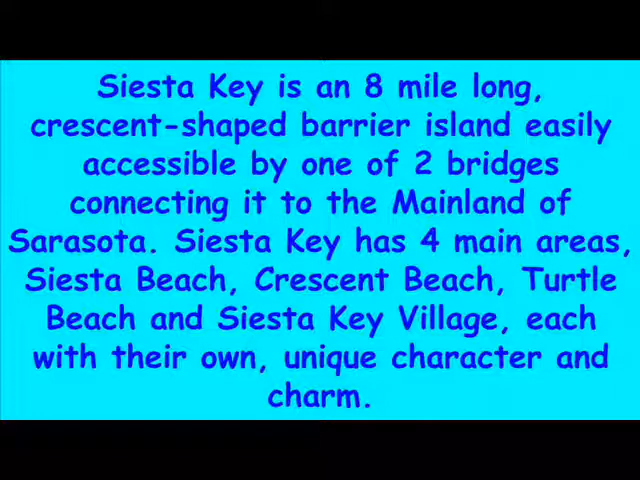 Siesta Key is an 8 mile long,
crescent-shaped barrier island easily
accessible by one of 2 bridges
connecting it to the Mainland of
Sarasota. Siesta Key has 4 main areas,
Siesta Beach, Crescent Beach, Turtle
Beach and Siesta Key Village, each
with their own, unique character and
charm.